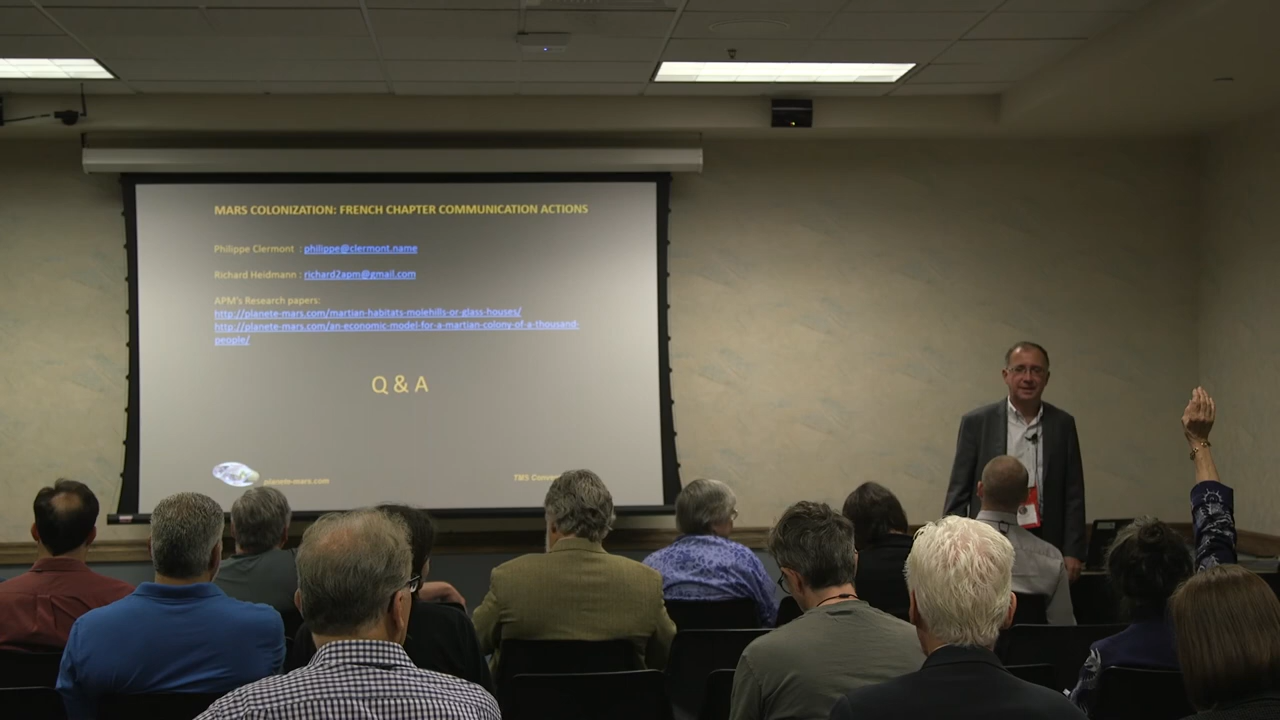 MARS COLONIZATION: FRENCH CHAPTER COMMUNICATION ACTIONS
Philippe Clermont : philippe@clermont.name
Richard Heidmann : richard2apm@gmail.com
APM's Research papers:
http://planete-mars.com/martian-habitats-molehills-or-glass-houses/
http://planete-mars.com/an-economic-model-for-a-martian-colony-of-a-thousand-
people/
Q & A
planete-mars.com
TMS